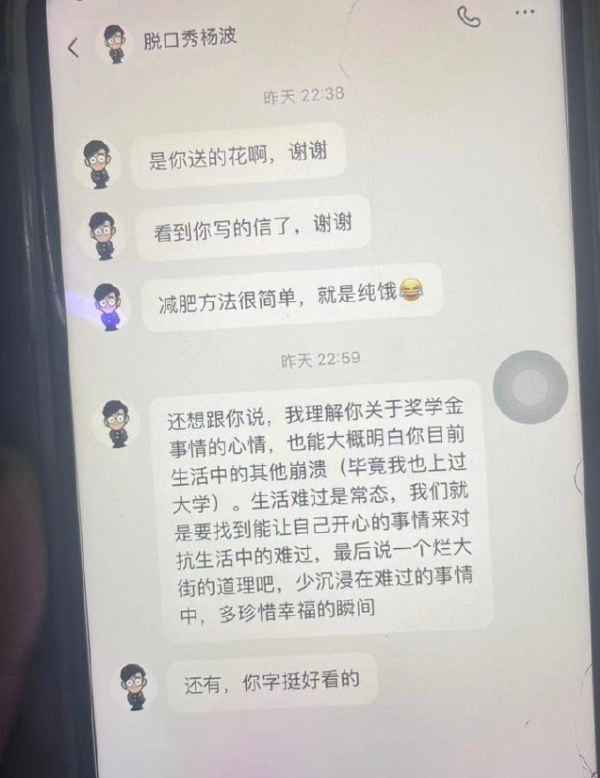 脱口秀杨波
昨天 22:38
是你送的花啊，谢谢
看到你写的信了，谢谢
减肥方法很简单，就是纯饿😂
昨天 22:59
还想跟你说，我理解你关于奖学金
事情的心情，也能大概明白你目前
生活中的其他崩溃（毕竟我也上过
大学）。生活难过是常态，我们就
是要找到能让自己开心的事情来对
抗生活中的难过，最后说一个烂大
街的道理吧，少沉浸在难过的事情
中，多珍惜幸福的瞬间
还有，你字挺好看的